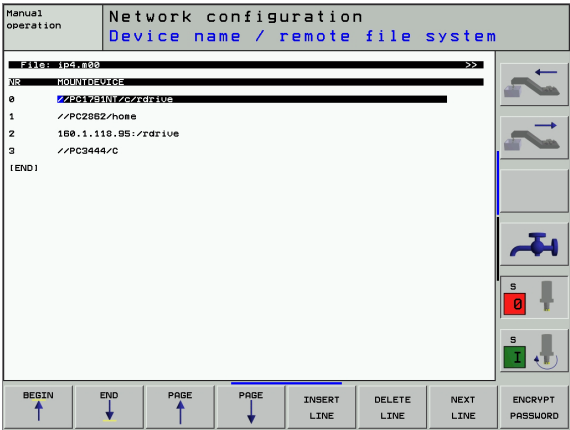 Manual
operation
Network configuration
Device name / remote file system
File: ip4.m00 >>
NR MOUNTDEVICE
0 //PC1791NT/c/rdrive
1 //PC2862/home
2 160.1.118.95:/rdrive
3 //PC3444/C
[END]
S
0
S
I
BEGIN END PAGE PAGE INSERT LINE DELETE LINE NEXT LINE ENCRYPT PASSWORD